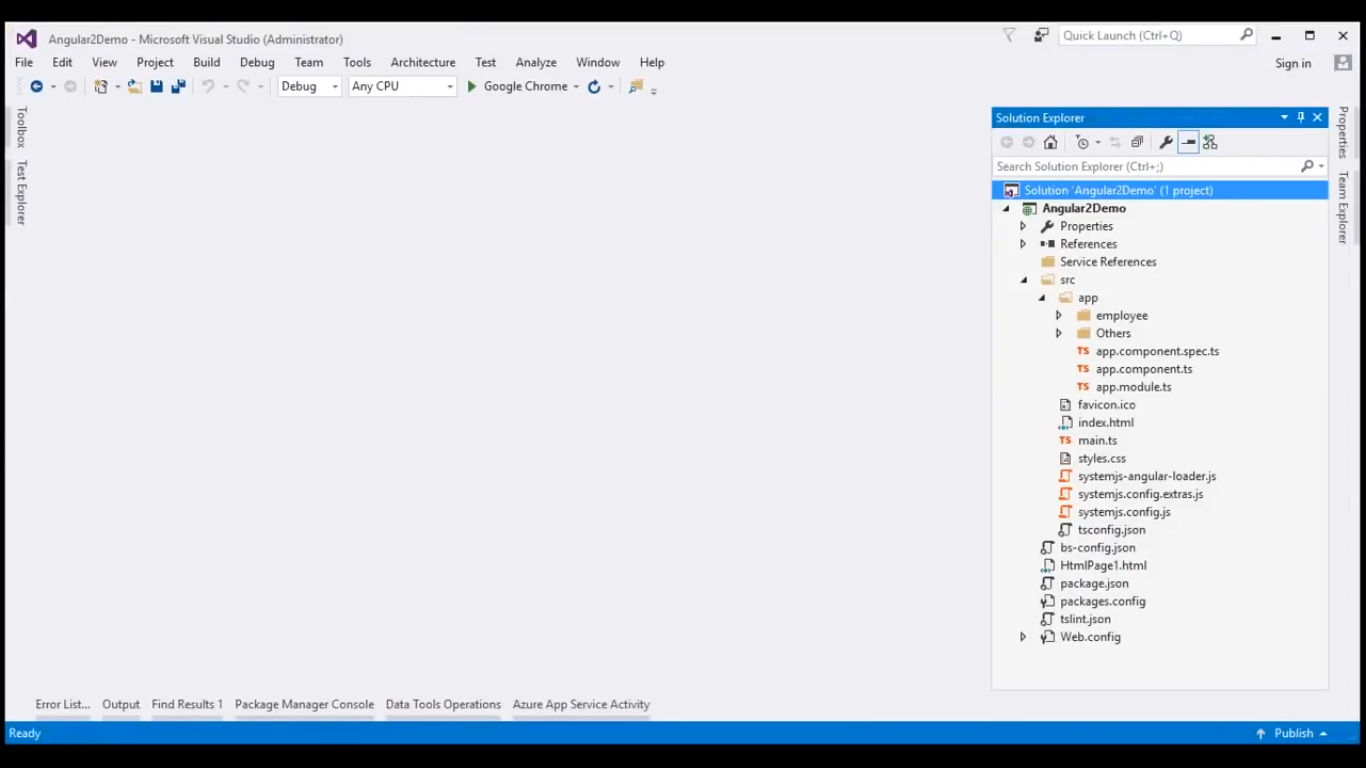 Angular2Demo - Microsoft Visual Studio (Administrator)
Quick Launch (Ctrl+Q)
File Edit View Project Build Debug Team Tools Architecture Test Analyze Window Help
Sign in
Debug Any CPU Google Chrome
Toolbox
Test Explorer
Solution Explorer
Search Solution Explorer (Ctrl+;)
Solution 'Angular2Demo' (1 project)
Angular2Demo
Properties
References
Service References
src
app
employee
Others
TS app.component.spec.ts
TS app.component.ts
TS app.module.ts
favicon.ico
index.html
TS main.ts
styles.css
systemjs-angular-loader.js
systemjs.config.extras.js
systemjs.config.js
tsconfig.json
bs-config.json
HtmlPage1.html
package.json
packages.config
tslint.json
Web.config
Properties
Team Explorer
Error List... Output Find Results 1 Package Manager Console Data Tools Operations Azure App Service Activity
Ready
Publish